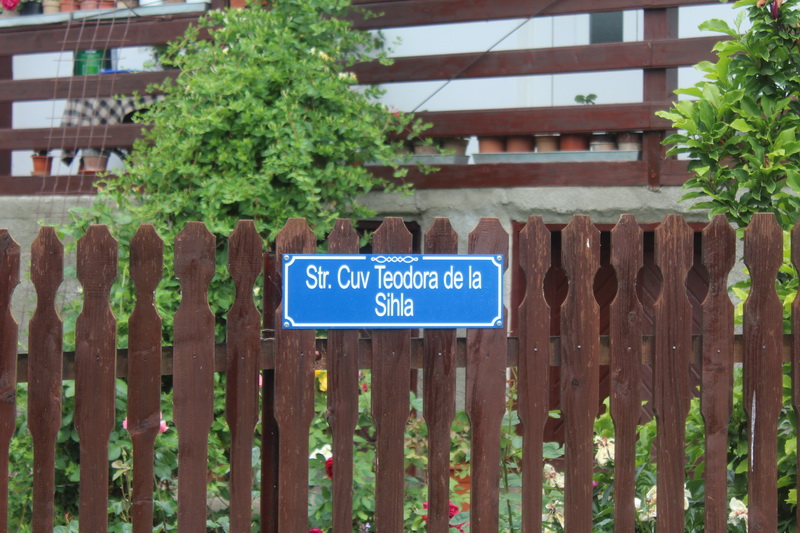 Str. Cuv Teodora de la
Sihla